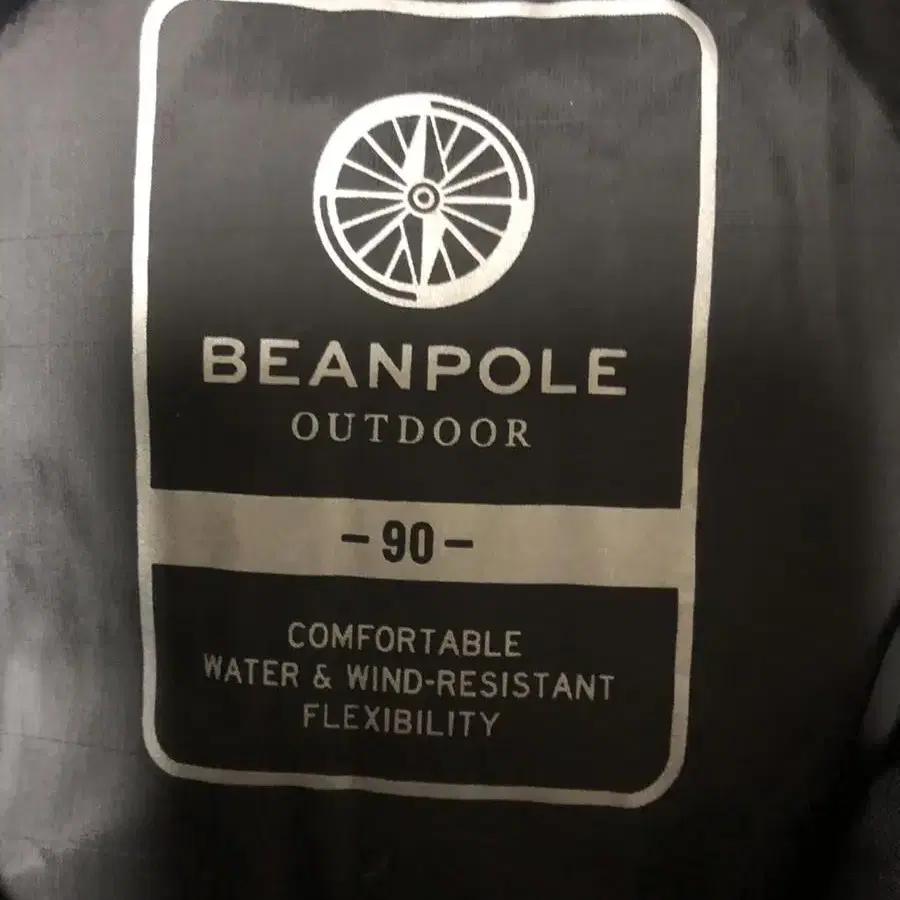 BEANPOLE
OUTDOOR
- 90 -
COMFORTABLE
WATER & WIND-RESISTANT
FLEXIBILITY